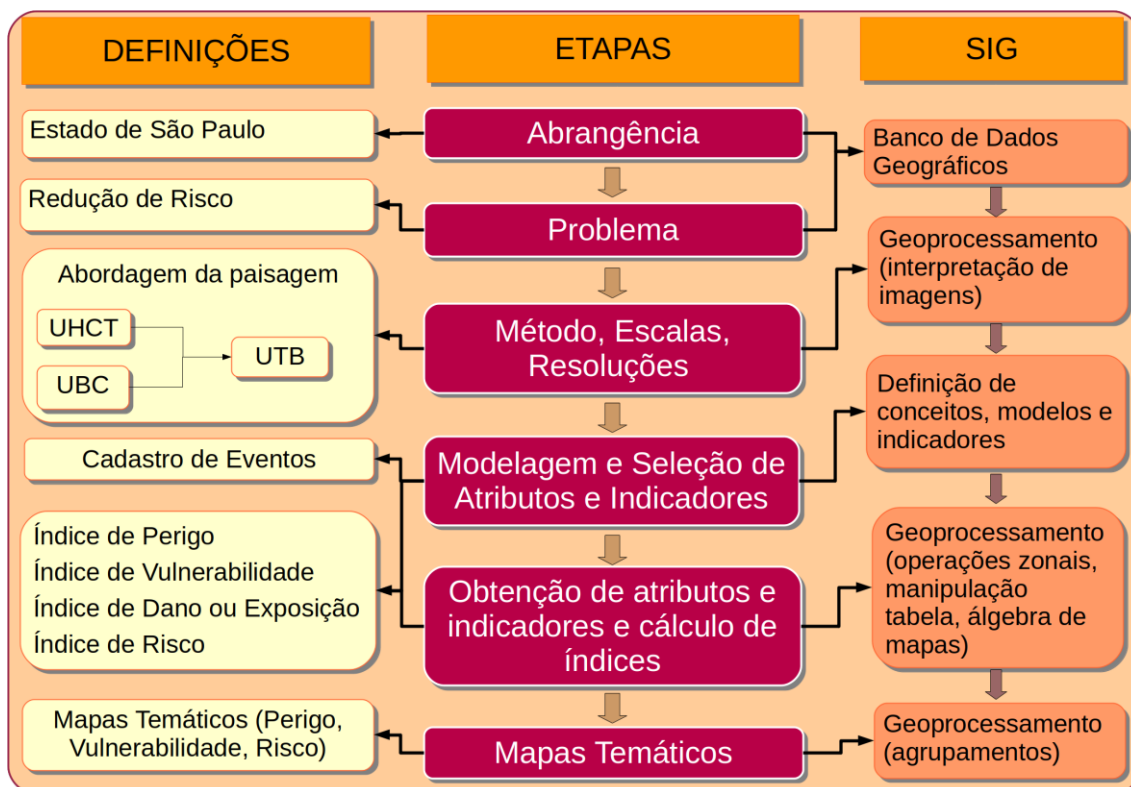 DEFINIÇÕES
ETAPAS
SIG
Estado de São Paulo
Abrangência
Banco de Dados
Geográficos
Redução de Risco
Problema
Geoprocessamento
(interpretação de
imagens)
Abordagem da paisagem
UHCT
UBC
UTB
Método, Escalas,
Resoluções
Definição de
conceitos, modelos e
indicadores
Cadastro de Eventos
Modelagem e Seleção de
Atributos e Indicadores
Índice de Perigo
Índice de Vulnerabilidade
Índice de Dano ou Exposição
Índice de Risco
Obtenção de atributos e
indicadores e cálculo de
índices
Geoprocessamento
(operações zonais,
manipulação
tabela, álgebra de
mapas)
Mapas Temáticos (Perigo,
Vulnerabilidade, Risco)
Mapas Temáticos
Geoprocessamento
(agrupamentos)